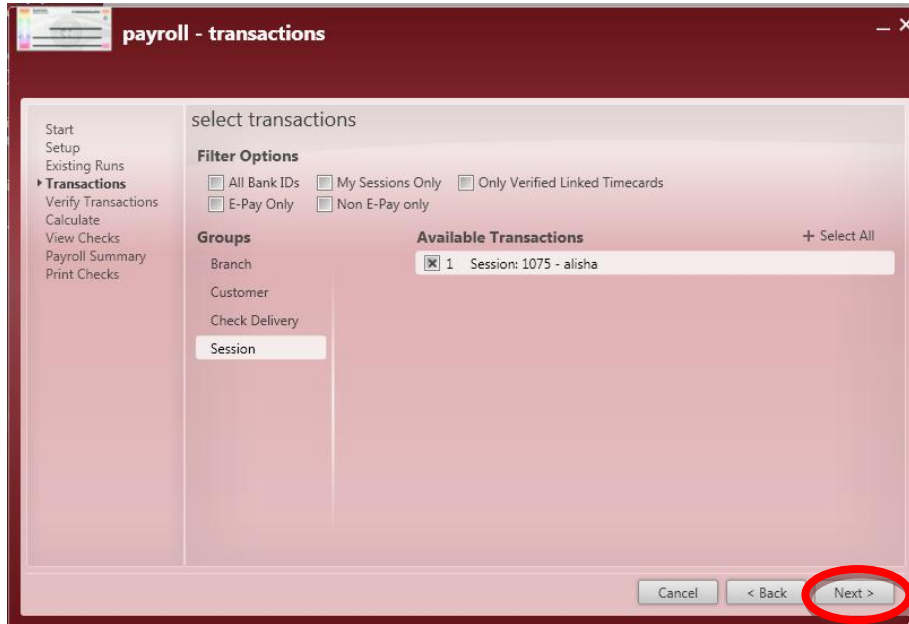 payroll - transactions
Start
Setup
Existing Runs
Transactions
Verify Transactions
Calculate
View Checks
Payroll Summary
Print Checks
select transactions
Filter Options
All Bank IDs My Sessions Only Only Verified Linked Timecards
E-Pay Only Non E-Pay only
Groups
Branch
Customer
Check Delivery
Session
Available Transactions + Select All
1 Session: 1075 - alisha
Cancel < Back Next >